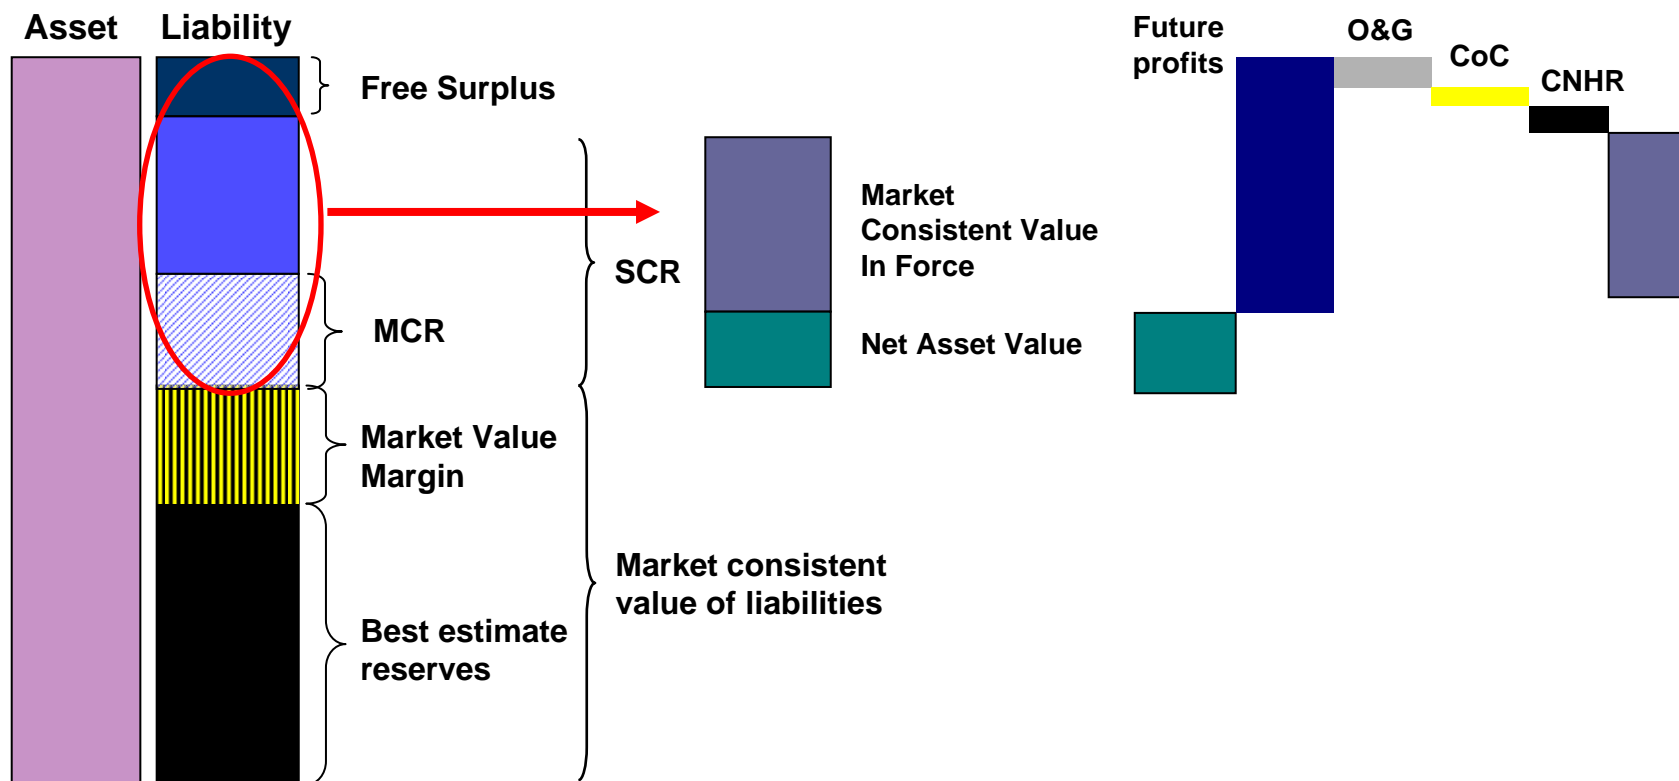 Asset
Liability
Free Surplus
SCR
MCR
Market Value
Margin
Best estimate
reserves
Market consistent
value of liabilities
Market
Consistent Value
In Force
Net Asset Value
Future
profits
O&G
CoC
CNHR